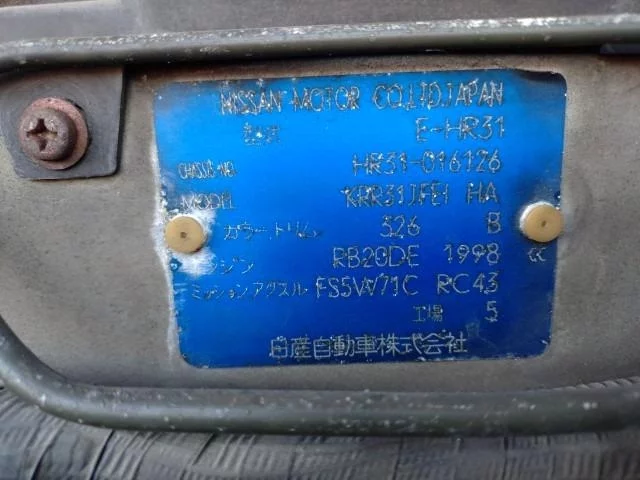 NISSAN MOTOR CO.,LTD.JAPAN
型式 E-HR31
CHASSIS NO. HR31-016126
MODEL KRR31JFEI HA
カラー.トリム. 326 B
エンジン RB20DE 1998 cc
ミッション.アクスル FS5W71C RC43
工場 5
日産自動車株式会社